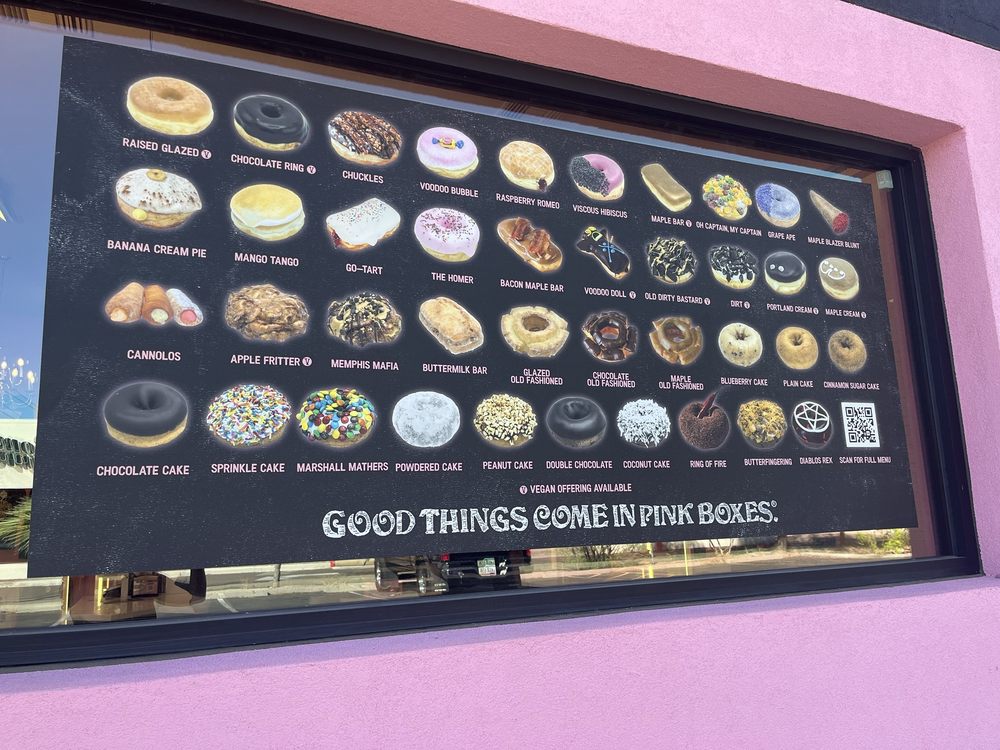 RAISED GLAZED Ⓥ
CHOCOLATE RING Ⓥ
CHUCKLES
VOODOO BUBBLE
RASPBERRY ROMEO
VISCOUS HIBISCUS
MAPLE BAR Ⓥ
OH CAPTAIN, MY CAPTAIN
GRAPE APE
MAPLE BLAZER BLUNT
BANANA CREAM PIE
MANGO TANGO
GO-TART
THE HOMER
BACON MAPLE BAR
VOODOO DOLL Ⓥ
OLD DIRTY BASTARD Ⓥ
DIRT Ⓥ
PORTLAND CREAM Ⓥ
MAPLE CREAM Ⓥ
CANNOLOS
APPLE FRITTER Ⓥ
MEMPHIS MAFIA
BUTTERMILK BAR
GLAZED
OLD FASHIONED
CHOCOLATE
OLD FASHIONED
MAPLE
OLD FASHIONED
BLUEBERRY CAKE
PLAIN CAKE
CINNAMON SUGAR CAKE
CHOCOLATE CAKE
SPRINKLE CAKE
MARSHALL MATHERS
POWDERED CAKE
PEANUT CAKE
DOUBLE CHOCOLATE
COCONUT CAKE
RING OF FIRE
BUTTERFINGERING
DIABLOS REX
SCAN FOR FULL MENU
Ⓥ VEGAN OFFERING AVAILABLE
GOOD THINGS COME IN PINK BOXES.®